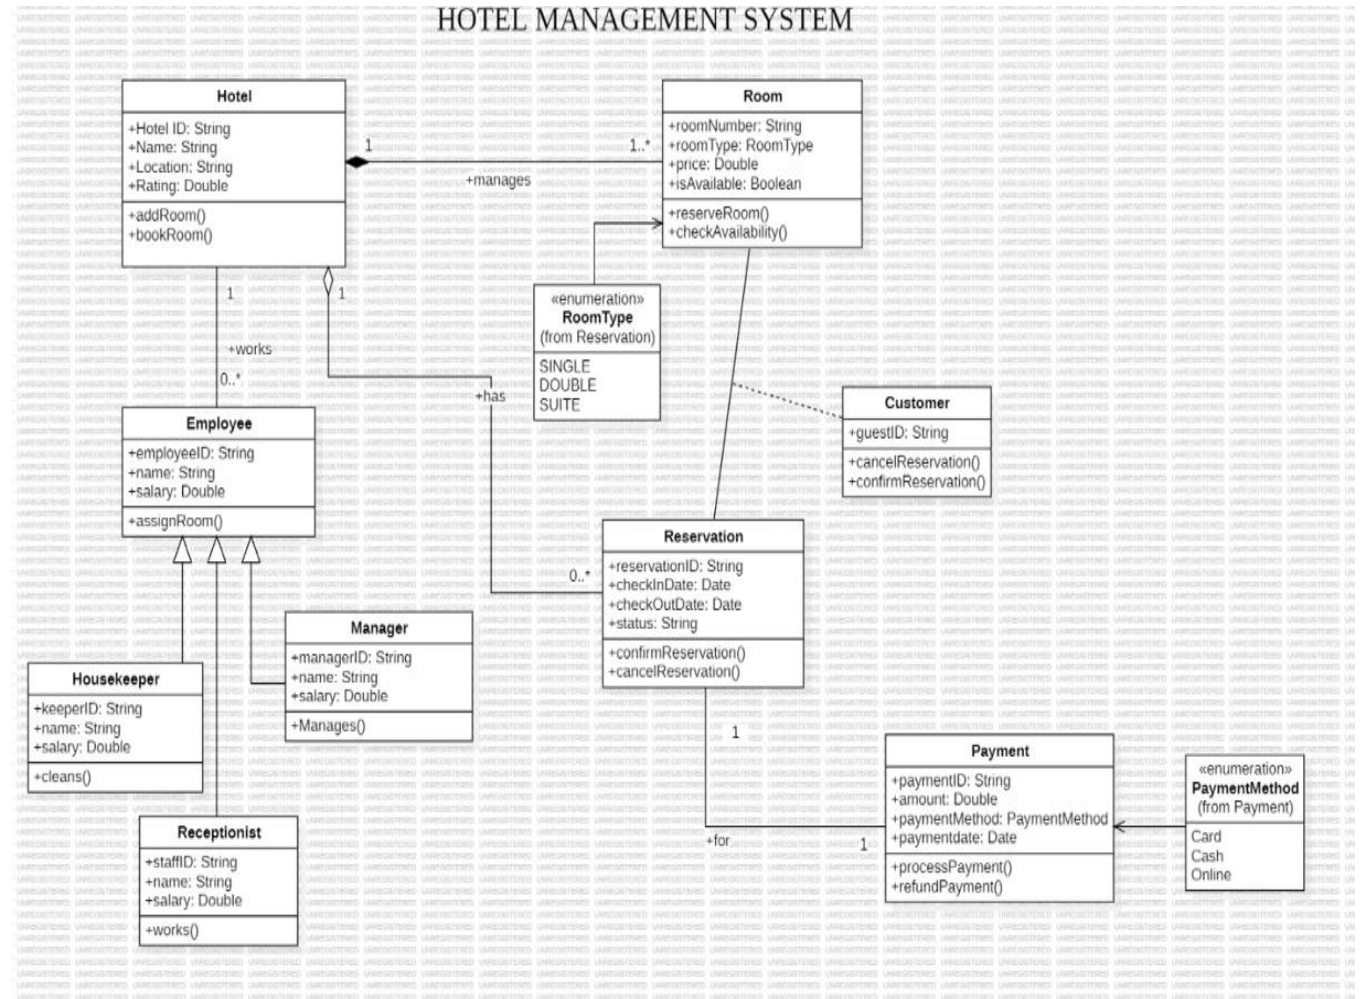 HOTEL MANAGEMENT SYSTEM
Hotel
+Hotel ID: String
+Name: String
+Location: String
+Rating: Double
+addRoom()
+bookRoom()
1
+manages
1..*
Room
+roomNumber: String
+roomType: RoomType
+price: Double
+isAvailable: Boolean
+reserveRoom()
+checkAvailability()
1
+works
0..*
1
+has
0..*
«enumeration»
RoomType
(from Reservation)
SINGLE
DOUBLE
SUITE
Customer
+guestID: String
+cancelReservation()
+confirmReservation()
Employee
+employeeID: String
+name: String
+salary: Double
+assignRoom()
Reservation
+reservationID: String
+checkInDate: Date
+checkOutDate: Date
+status: String
+confirmReservation()
+cancelReservation()
Manager
+managerID: String
+name: String
+salary: Double
+Manages()
Housekeeper
+keeperID: String
+name: String
+salary: Double
+cleans()
Receptionist
+staffID: String
+name: String
+salary: Double
+works()
1
+for
1
Payment
+paymentID: String
+amount: Double
+paymentMethod: PaymentMethod
+paymentdate: Date
+processPayment()
+refundPayment()
«enumeration»
PaymentMethod
(from Payment)
Card
Cash
Online
UNREGISTERED